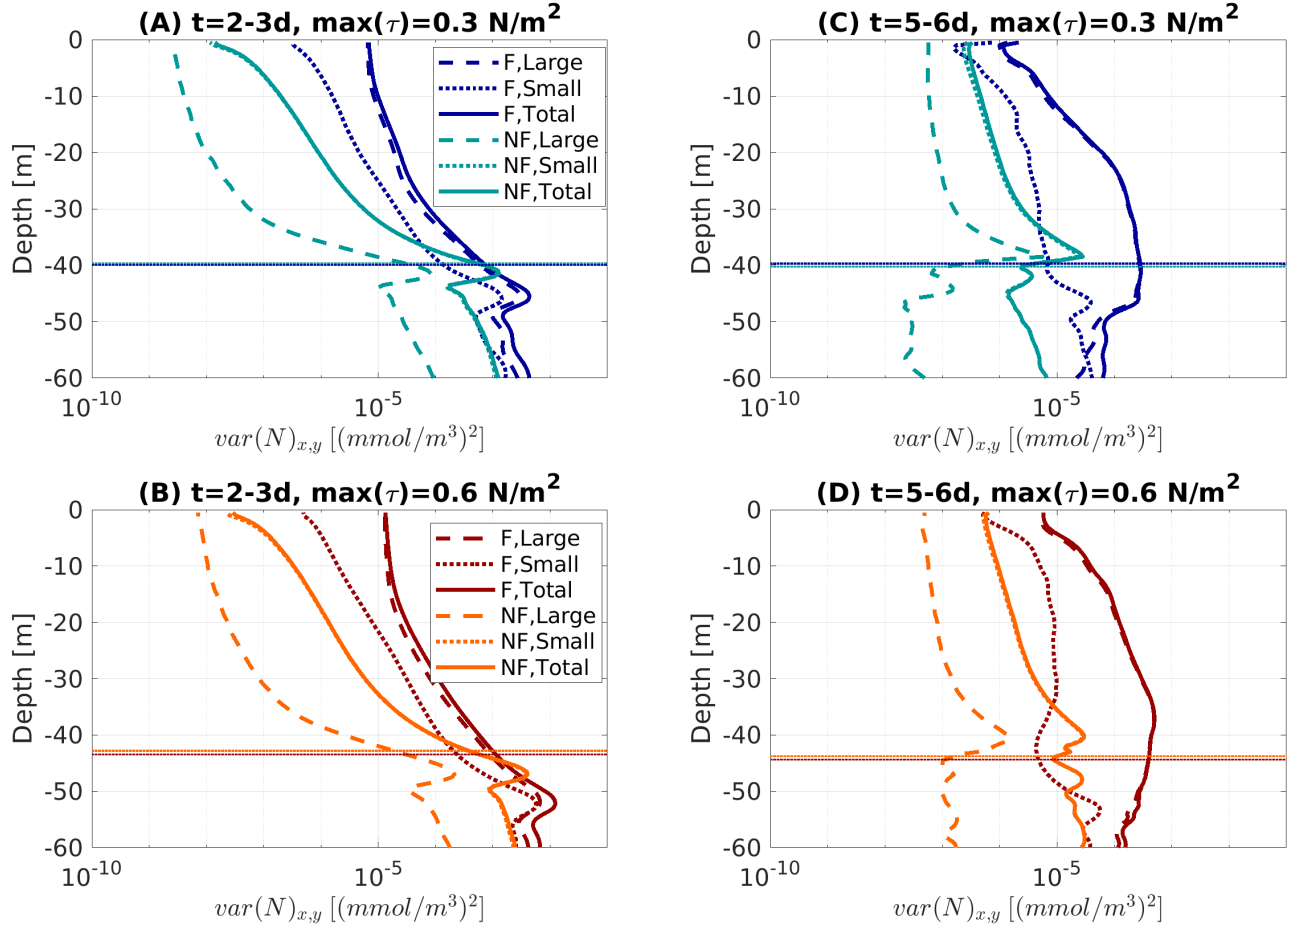 (A) t=2-3d, max(τ)=0.3 N/m²
0
-10
-20
-30
-40
-50
-60
Depth [m]
F,Large
F,Small
F,Total
NF,Large
NF,Small
NF,Total
10⁻¹⁰
10⁻⁵
var(N)x,y [(mmol/m³)²]
(C) t=5-6d, max(τ)=0.3 N/m²
0
-10
-20
-30
-40
-50
-60
Depth [m]
10⁻¹⁰
10⁻⁵
var(N)x,y [(mmol/m³)²]
(B) t=2-3d, max(τ)=0.6 N/m²
0
-10
-20
-30
-40
-50
-60
Depth [m]
F,Large
F,Small
F,Total
NF,Large
NF,Small
NF,Total
10⁻¹⁰
10⁻⁵
var(N)x,y [(mmol/m³)²]
(D) t=5-6d, max(τ)=0.6 N/m²
0
-10
-20
-30
-40
-50
-60
Depth [m]
10⁻¹⁰
10⁻⁵
var(N)x,y [(mmol/m³)²]